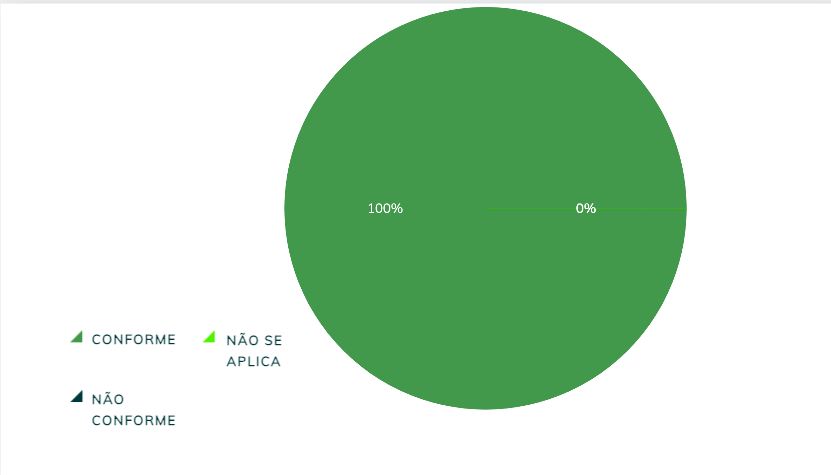 100%
0%
CONFORME
NÃO SE
APLICA
NÃO
CONFORME